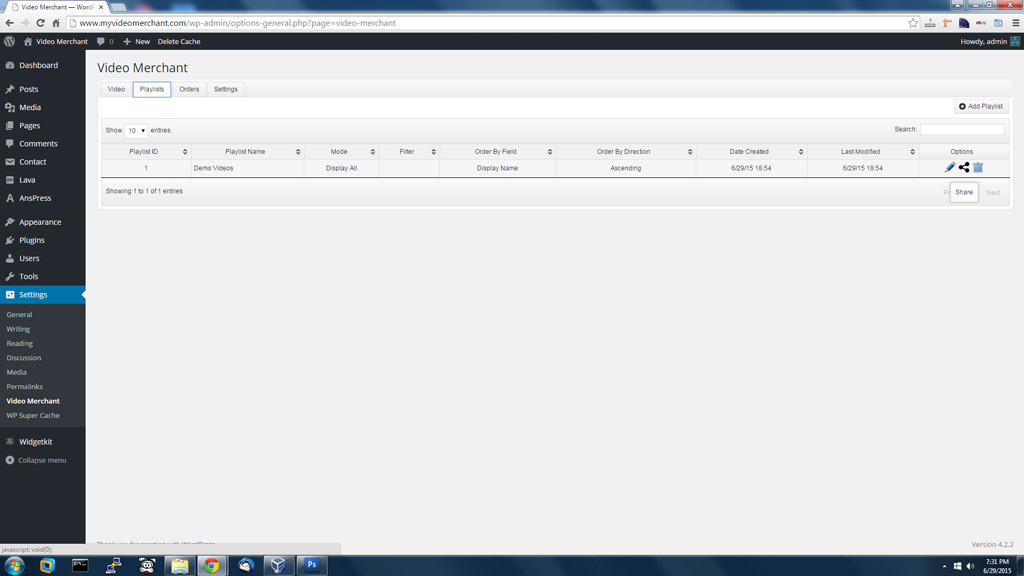 Video Merchant — WordP
www.myvideomerchant.com/wp-admin/options-general.php?page=video-merchant
Video Merchant 0 New Delete Cache Howdy, admin
Dashboard
Posts
Media
Pages
Comments
Contact
Lava
AnsPress
Appearance
Plugins
Users
Tools
Settings
General
Writing
Reading
Discussion
Media
Permalinks
Video Merchant
WP Super Cache
Widgetkit
Collapse menu
Video Merchant
Video Playlists Orders Settings
Add Playlist
Show 10 entries Search:
Playlist ID Playlist Name Mode Filter Order By Field Order By Direction Date Created Last Modified Options
1 Demo Videos Display All Display Name Ascending 6/29/15 18:54 6/29/15 18:54
Showing 1 to 1 of 1 entries Share Next
Version 4.2.2
javascript: void(0);
Ps
7:31 PM
6/29/2015